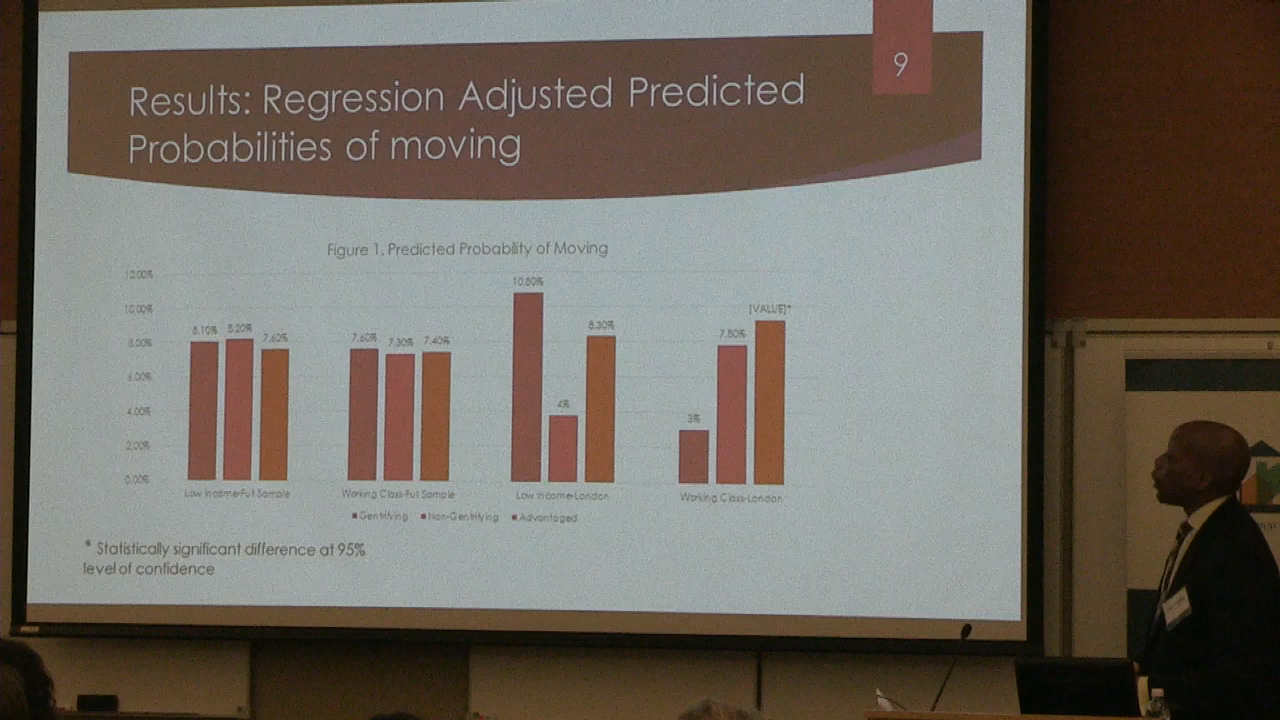 9
Results: Regression Adjusted Predicted
Probabilities of moving
Figure 1. Predicted Probability of Moving
12.00%
10.00%
8.00%
6.00%
4.00%
2.00%
0.00%
8.10% 8.20% 7.60%
7.60% 7.30% 7.40%
10.80% 4% 8.30%
3% 7.80% [VALUE]*
Low Income-Full Sample Working Class-Full Sample Low Income-London Working Class-London
Gentrifying Non-Gentrifying Advantaged
* Statistically significant difference at 95%
level of confidence